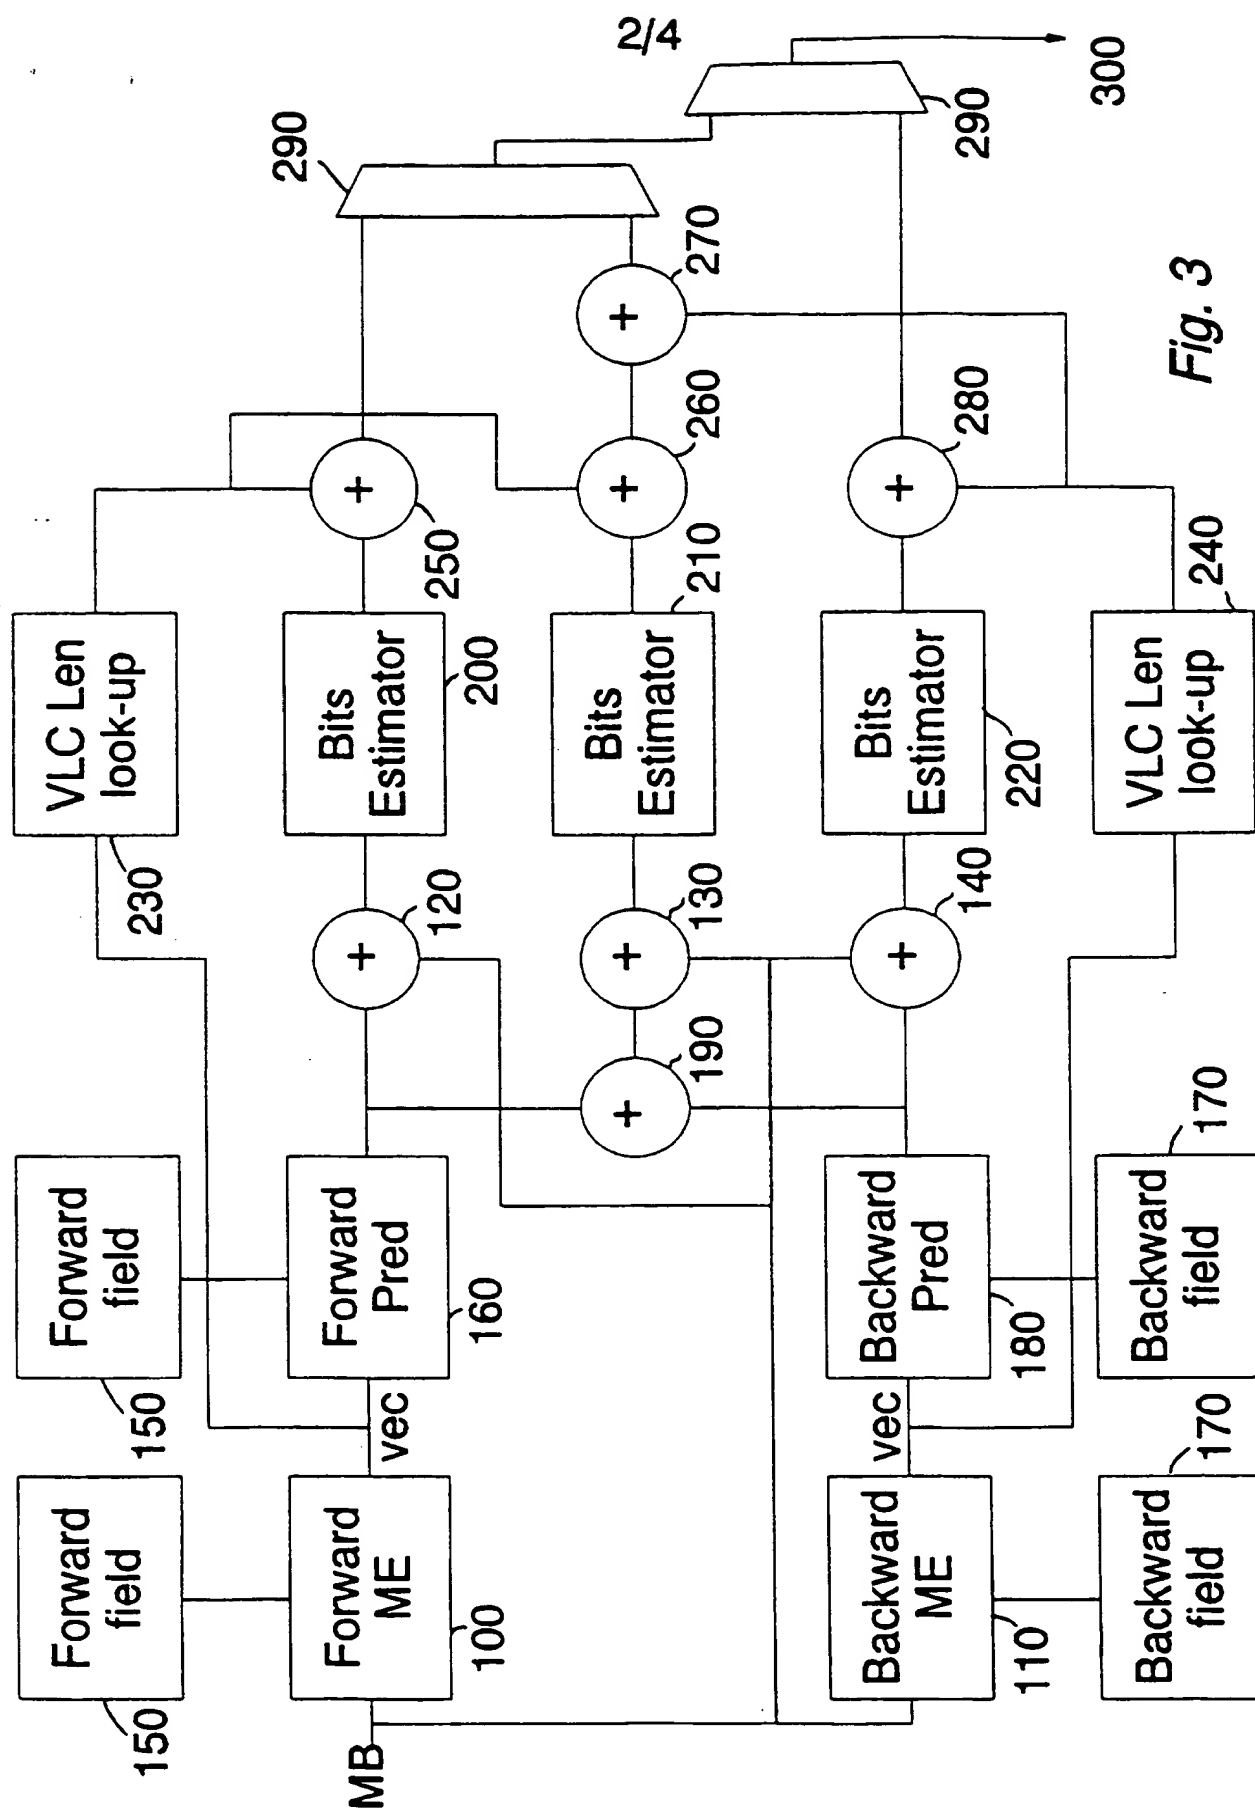 2/4
MB
150
Forward
field
150
Forward
field
230
VLC Len
look-up
Forward
ME
100
vec
Forward
Pred
160
+
120
Bits
Estimator
200
+
250
290
+
190
+
130
Bits
Estimator
210
+
260
+
270
Backward
ME
110
vec
Backward
Pred
180
+
140
Bits
Estimator
220
+
280
290
300
Backward
field
170
Backward
field
170
VLC Len
look-up
240
Fig. 3